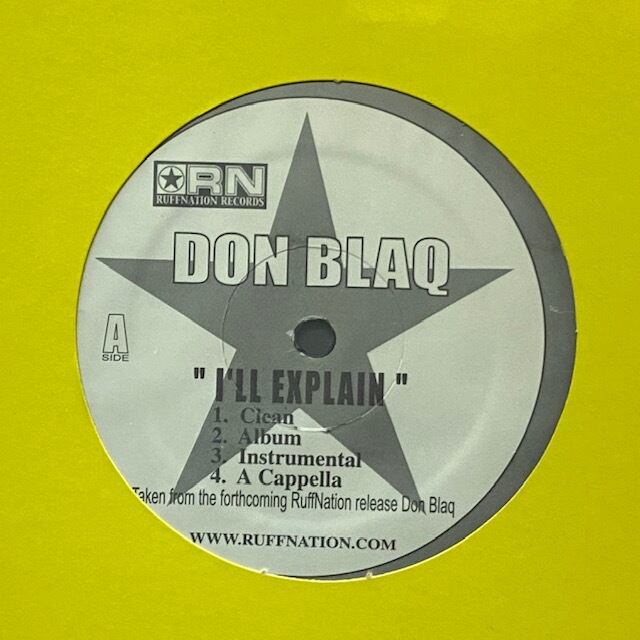 RN
RUFFNATION RECORDS
DON BLAQ
A
SIDE
" I'LL EXPLAIN "
1. Clean
2. Album
3. Instrumental
4. A Cappella
Taken from the forthcoming RuffNation release Don Blaq
WWW.RUFFNATION.COM